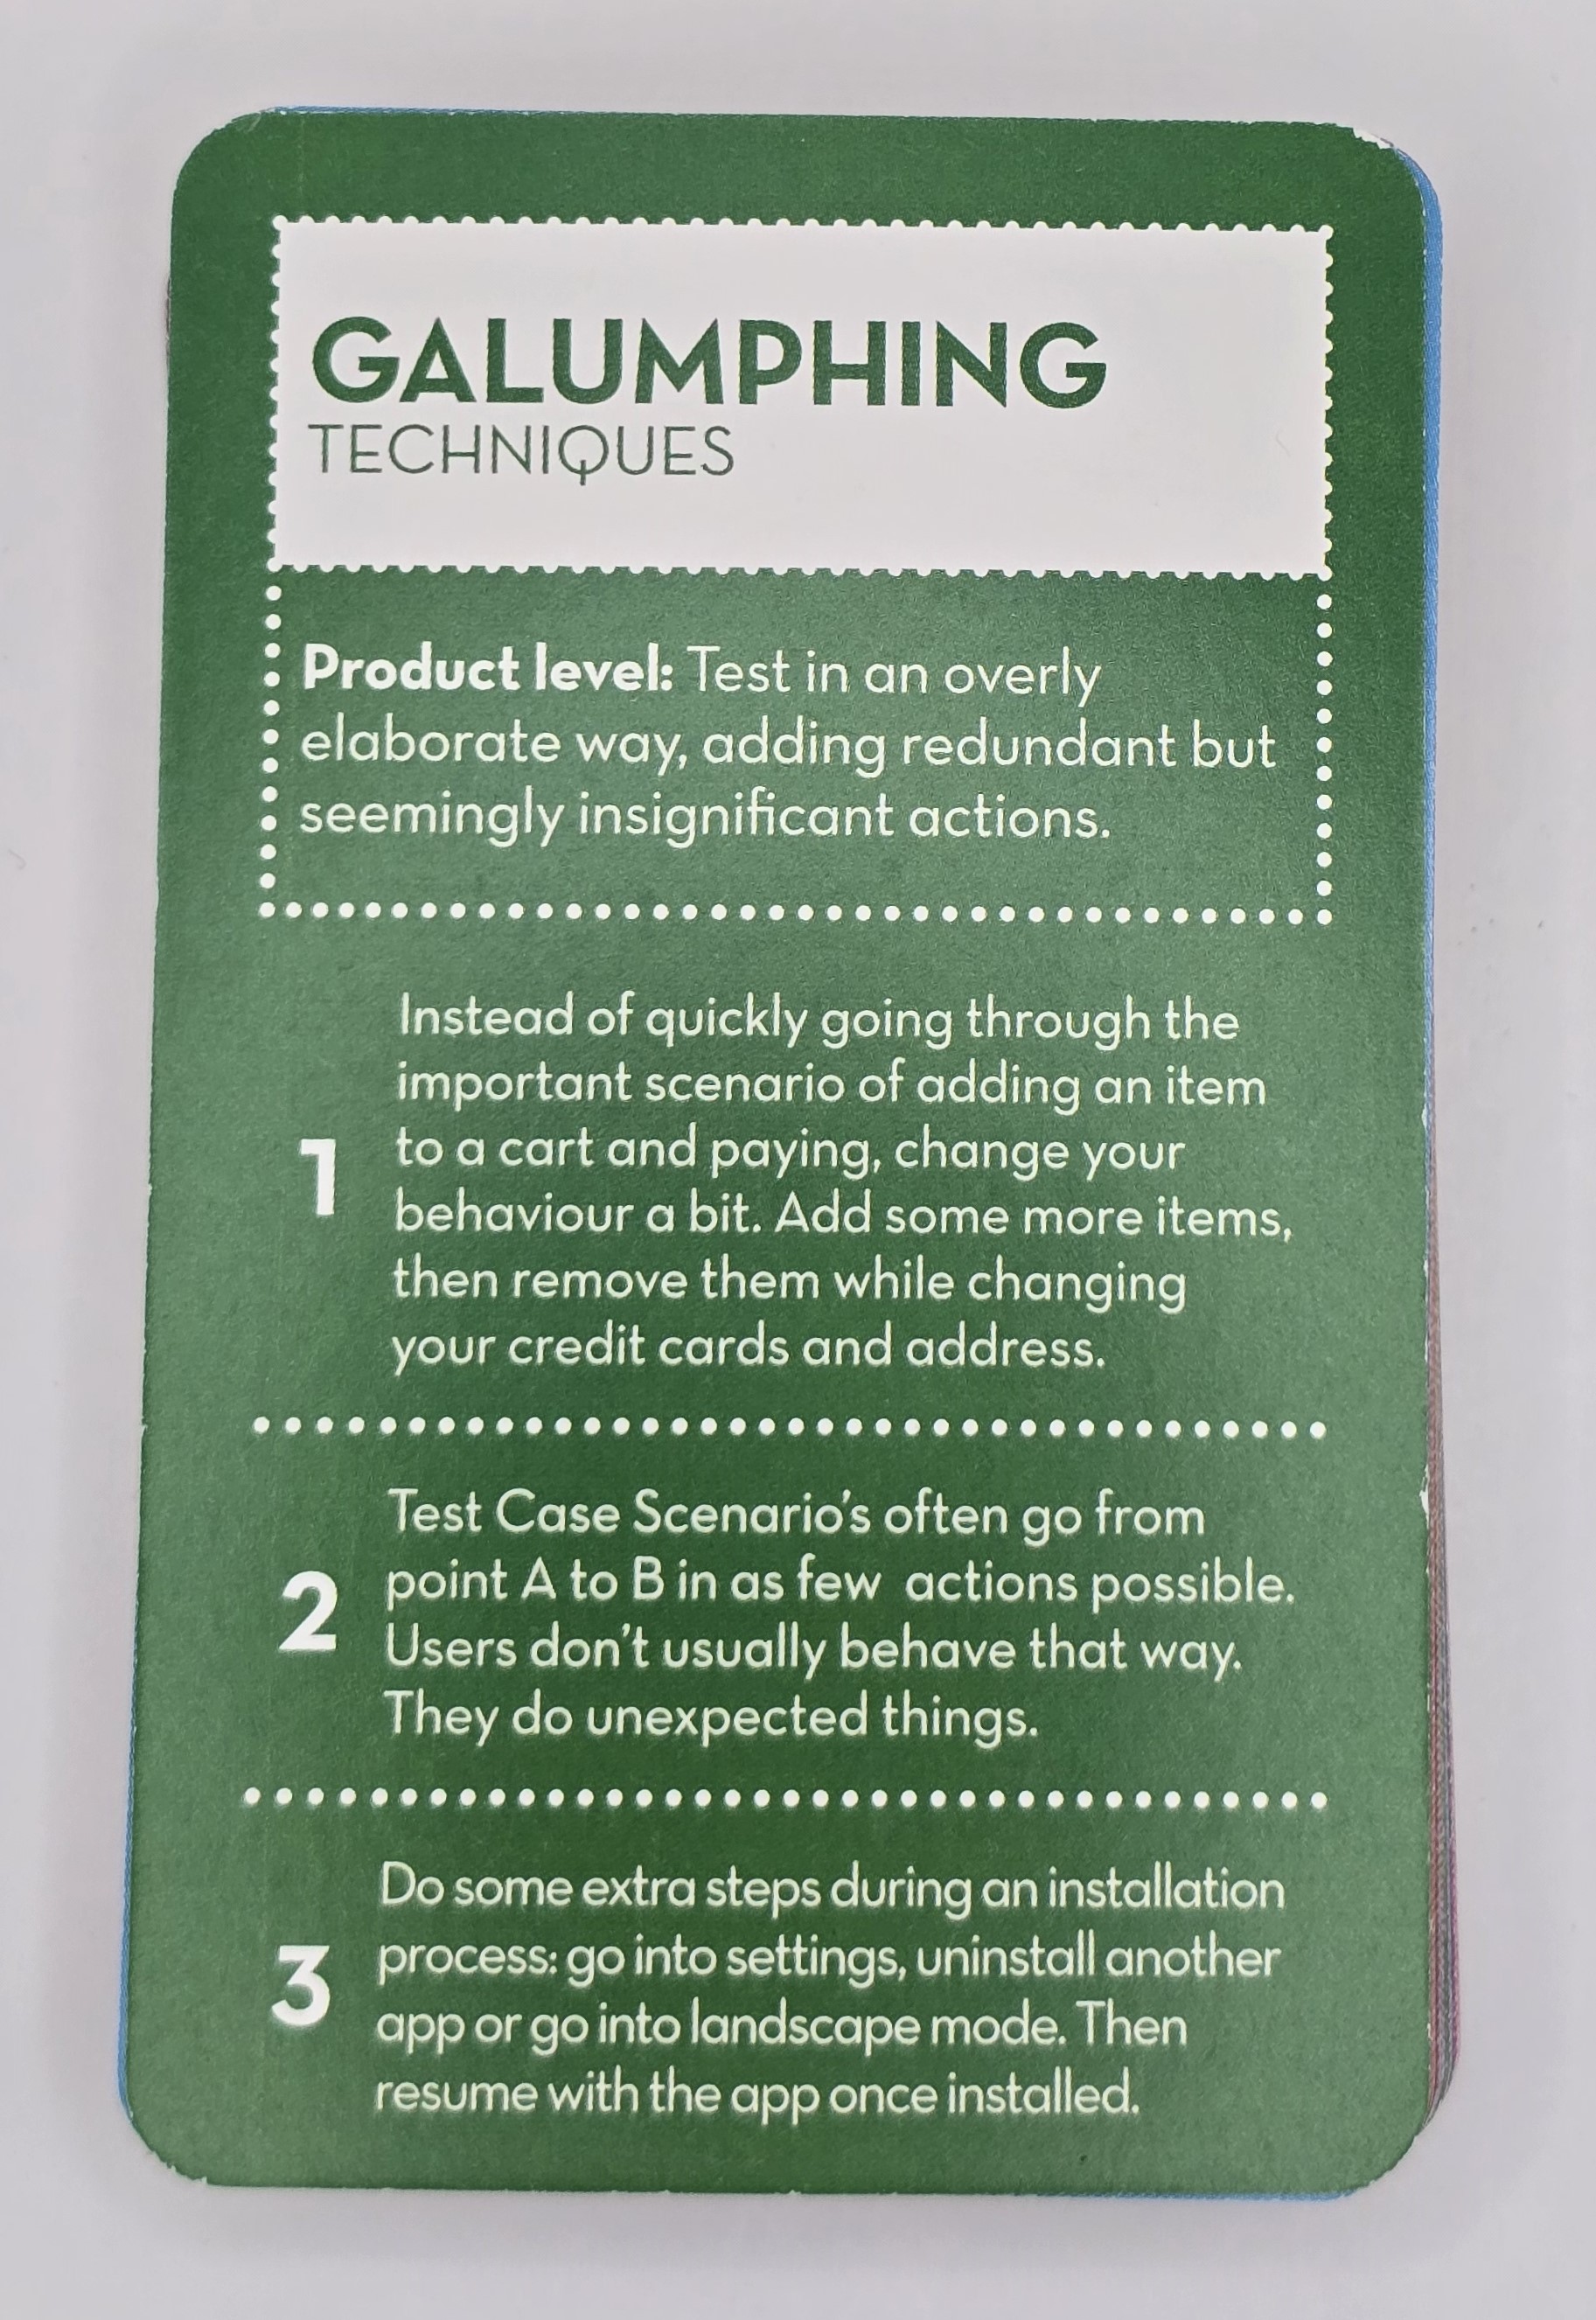 GALUMPHING
TECHNIQUES
Product level: Test in an overly
elaborate way, adding redundant but
seemingly insignificant actions.
1
Instead of quickly going through the
important scenario of adding an item
to a cart and paying, change your
behaviour a bit. Add some more items,
then remove them while changing
your credit cards and address.
2
Test Case Scenario's often go from
point A to B in as few actions possible.
Users don't usually behave that way.
They do unexpected things.
3
Do some extra steps during an installation
process: go into settings, uninstall another
app or go into landscape mode. Then
resume with the app once installed.